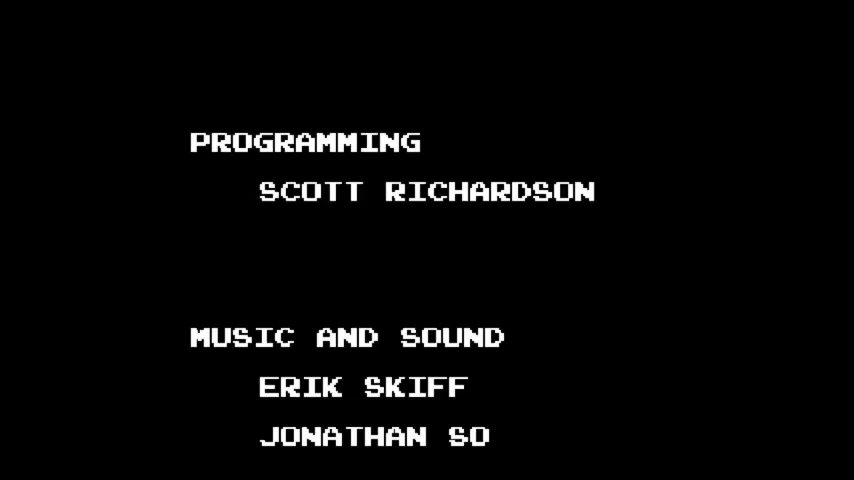 PROGRAMMING
SCOTT RICHARDSON
MUSIC AND SOUND
ERIK SKIFF
JONATHAN SO